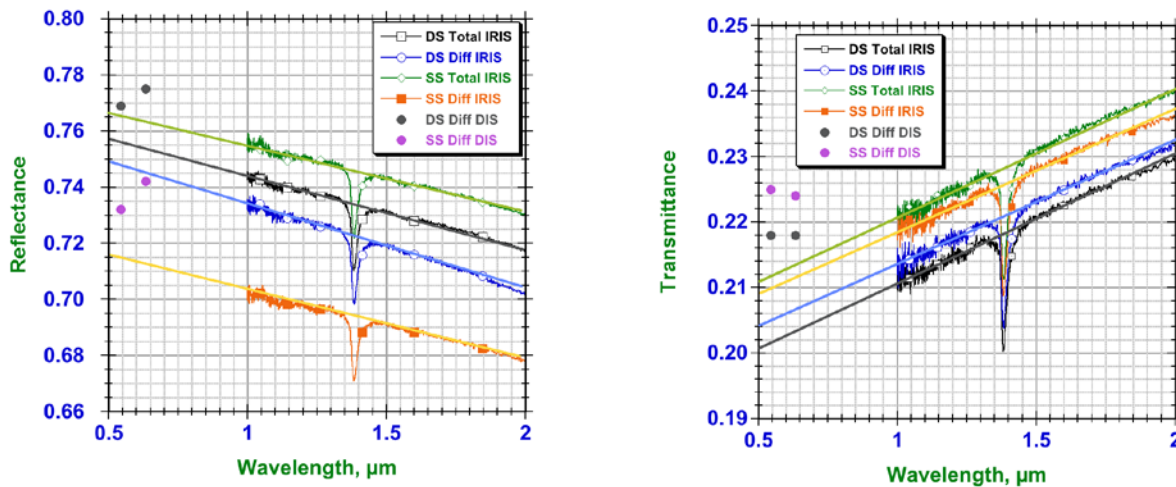 0.80
0.78
0.76
0.74
0.72
0.70
0.68
0.66
Reflectance
0.5
1
1.5
2
Wavelength, µm
DS Total IRIS
DS Diff IRIS
SS Total IRIS
SS Diff IRIS
DS Diff DIS
SS Diff DIS
0.25
0.24
0.23
0.22
0.21
0.20
0.19
Transmittance
0.5
1
1.5
2
Wavelength, µm
DS Total IRIS
DS Diff IRIS
SS Total IRIS
SS Diff IRIS
DS Diff DIS
SS Diff DIS